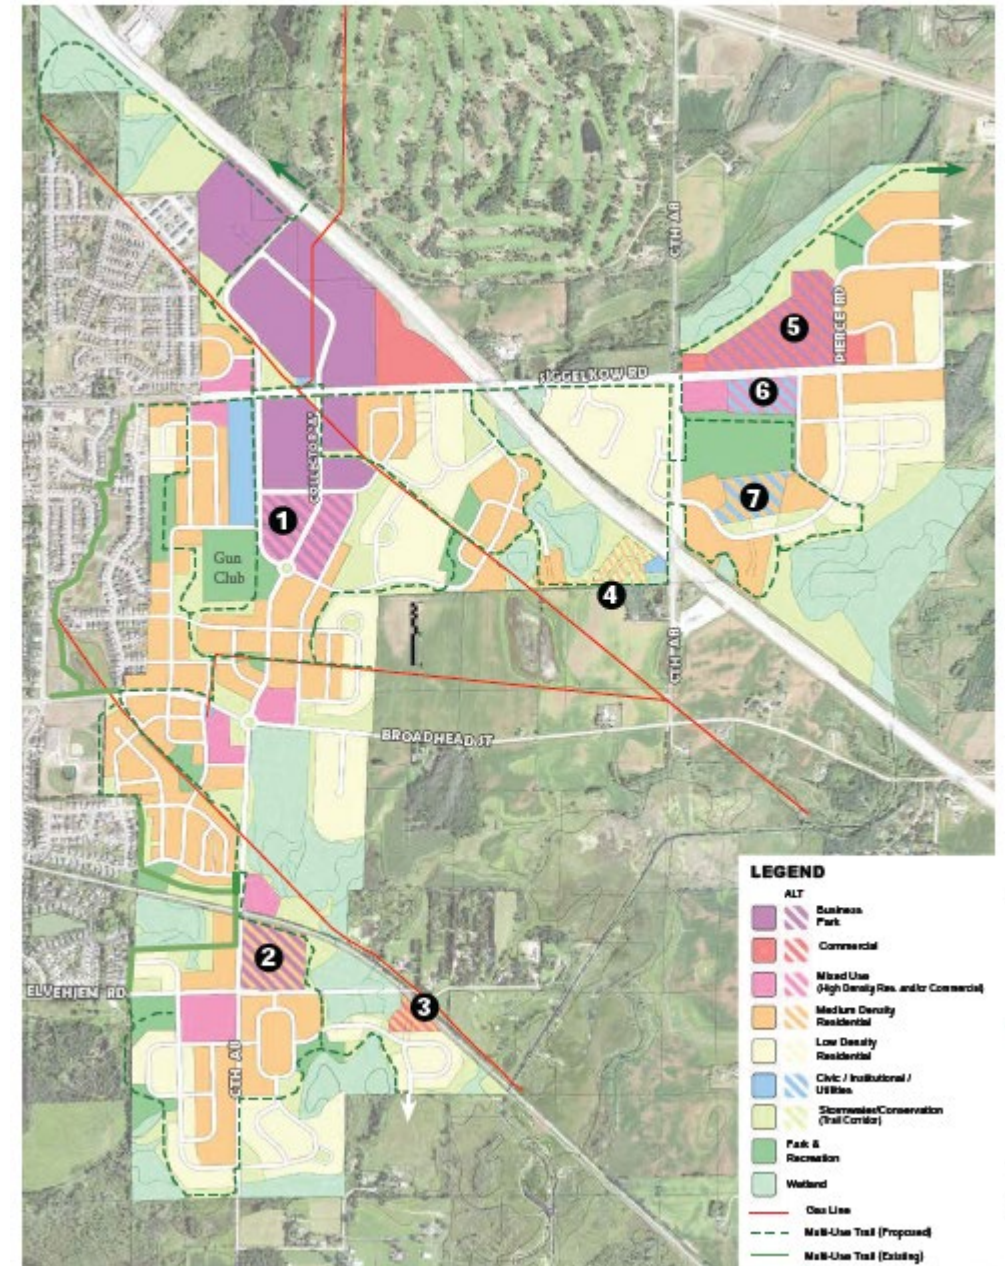 CTH AB
PIERCE RD
5
SIGGELKOW RD
6
COLLECTOR 'A'
7
1
Gun
Club
4
CTH AB
BROADHEAD ST
2
ELVEHJEN RD
3
CTH AB
LEGEND
ALT
Business
Park
Commercial
Mixed Use
(High Density Res. and/or Commercial)
Medium Density
Residential
Low Density
Residential
Civic / Institutional /
Utilities
Stormwater/Conservation
(Trail Corridor)
Park &
Recreation
Wetland
Gas Line
Multi-Use Trail (Proposed)
Multi-Use Trail (Existing)